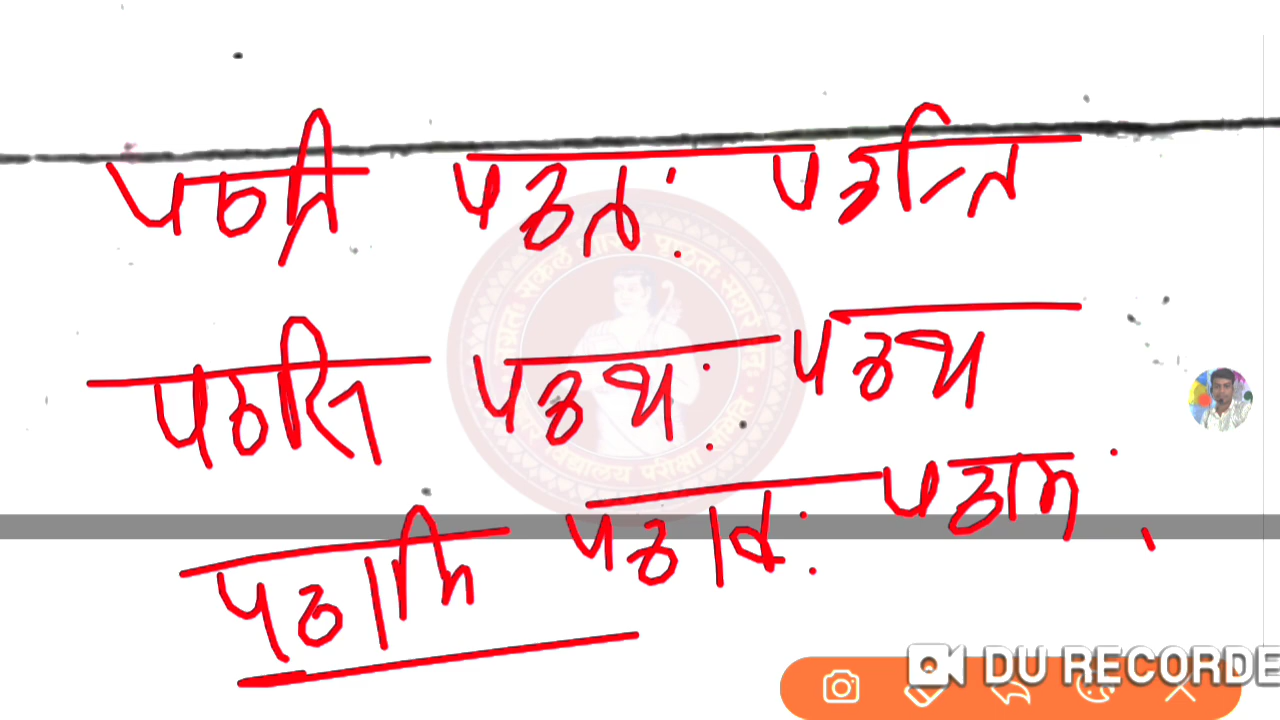 पठति पठतः पठन्ति
पठसि पठथः पठथ
पठामि पठावः पठामः
DU RECORDE